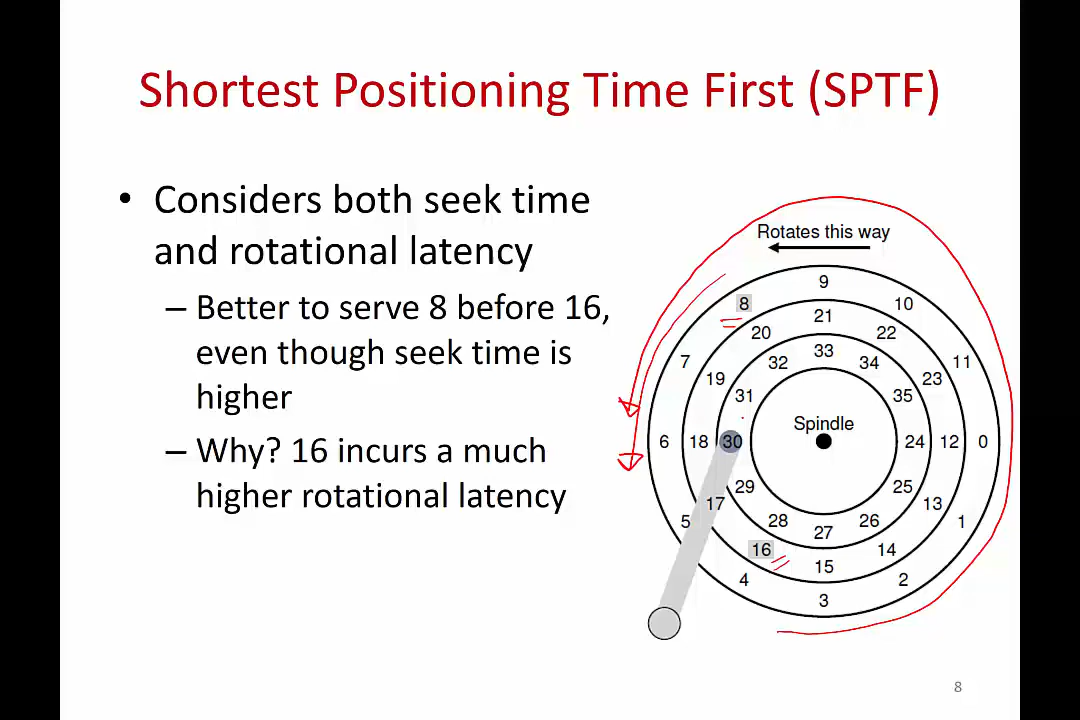 Shortest Positioning Time First (SPTF)
• Considers both seek time
and rotational latency
– Better to serve 8 before 16,
even though seek time is
higher
– Why? 16 incurs a much
higher rotational latency
Rotates this way
9
8 10
21
20 22
33
32 34
7 11
19 23
31 35
Spindle
6 18 30 24 12 0
29 25
17 13
5 1
28 26
27
16 14
15
4 2
3
8